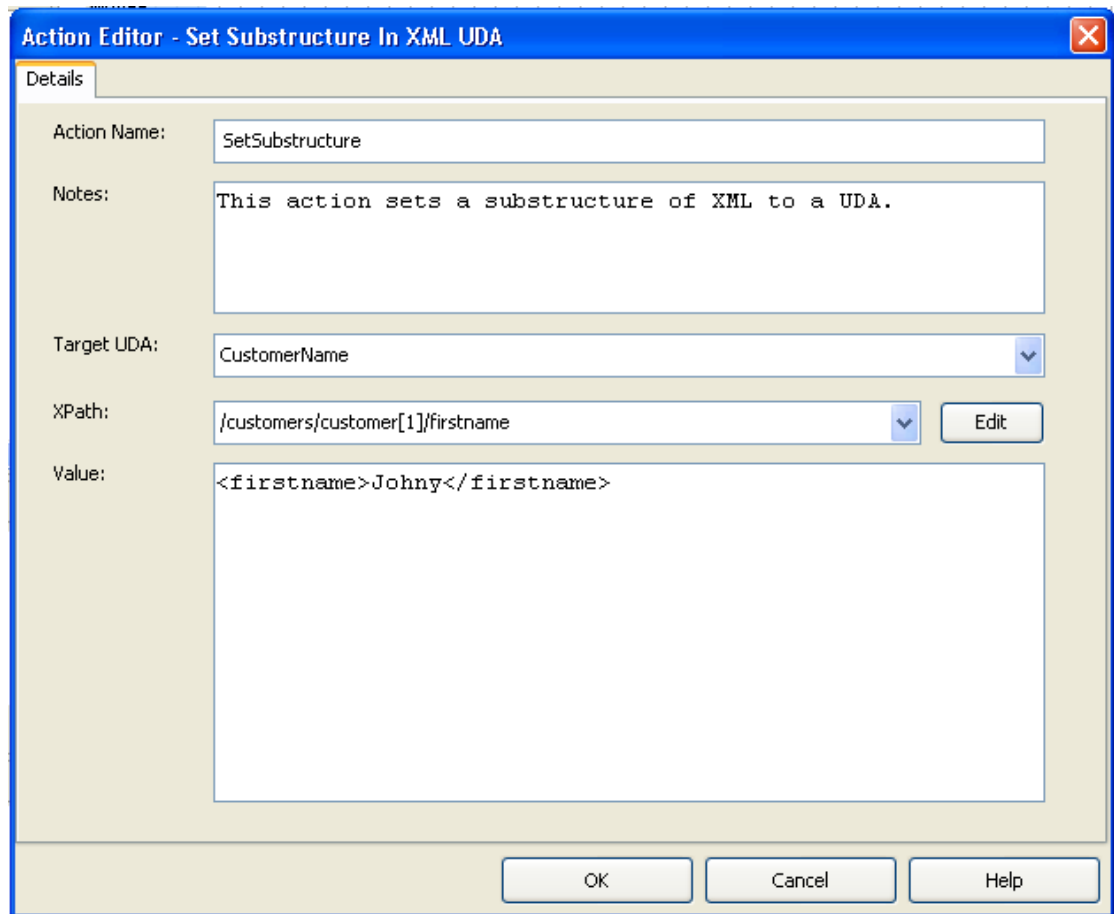 Action Editor - Set Substructure In XML UDA
Details
Action Name:
SetSubstructure
Notes:
This action sets a substructure of XML to a UDA.
Target UDA:
CustomerName
XPath:
/customers/customer[1]/firstname
Edit
Value:
<firstname>Johny</firstname>
OK
Cancel
Help